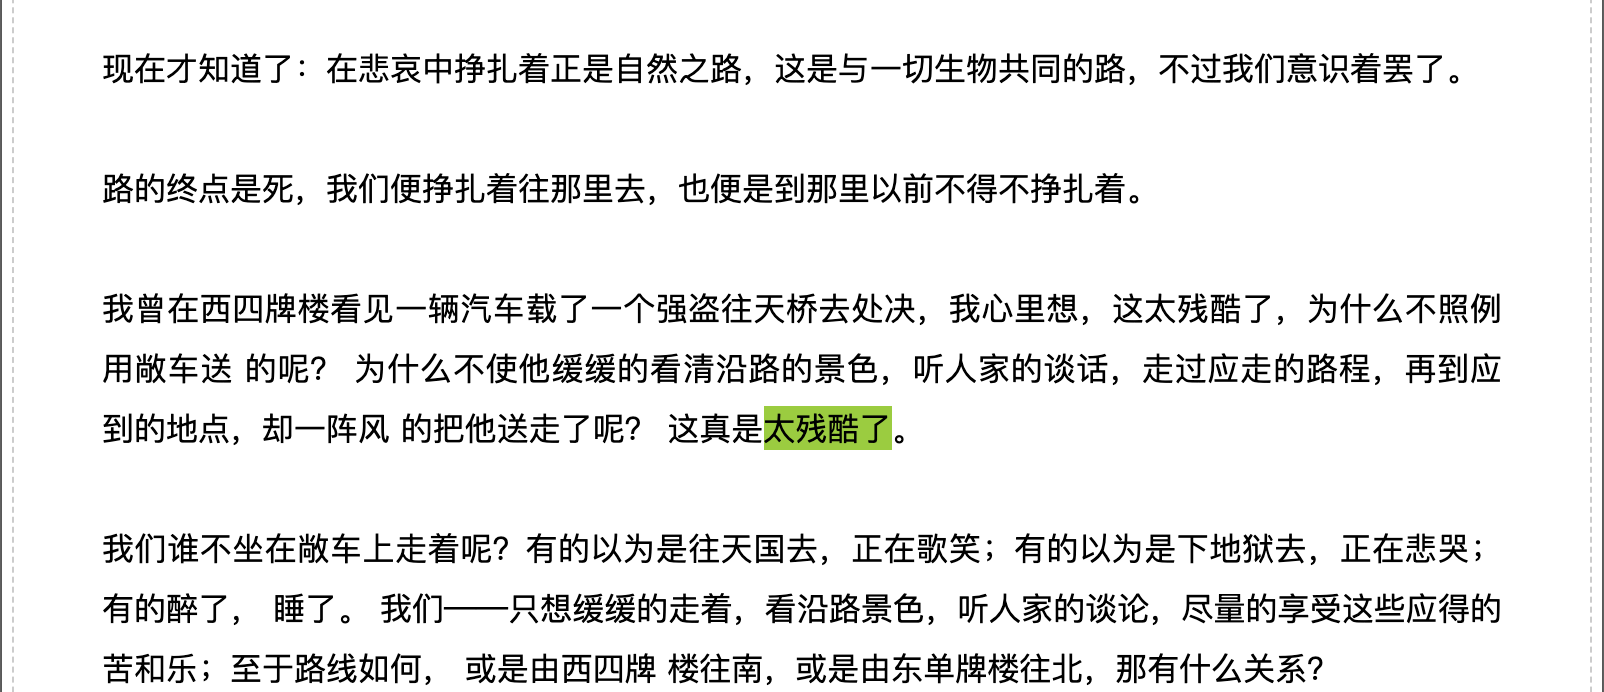 现在才知道了：在悲哀中挣扎着正是自然之路，这是与一切生物共同的路，不过我们意识着罢了。
路的终点是死，我们便挣扎着往那里去，也便是到那里以前不得不挣扎着。
我曾在西四牌楼看见一辆汽车载了一个强盗往天桥去处决，我心里想，这太残酷了，为什么不照例
用敞车送 的呢？ 为什么不使他缓缓的看清沿路的景色，听人家的谈话，走过应走的路程，再到应
到的地点，却一阵风 的把他送走了呢？ 这真是太残酷了。
我们谁不坐在敞车上走着呢？有的以为是往天国去，正在歌笑；有的以为是下地狱去，正在悲哭；
有的醉了， 睡了。 我们——只想缓缓的走着，看沿路景色，听人家的谈论，尽量的享受这些应得的
苦和乐；至于路线如何， 或是由西四牌 楼往南，或是由东单牌楼往北，那有什么关系？